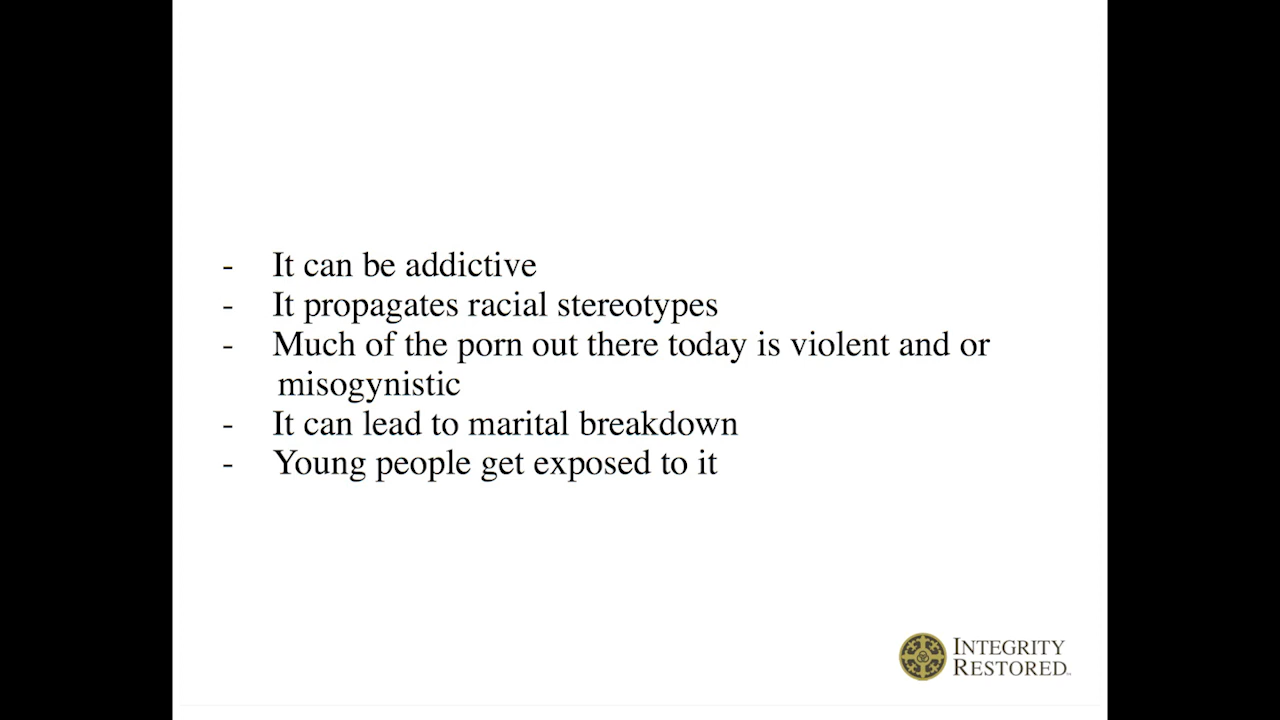 - It can be addictive
- It propagates racial stereotypes
- Much of the porn out there today is violent and or
misogynistic
- It can lead to marital breakdown
- Young people get exposed to it
INTEGRITY
RESTORED